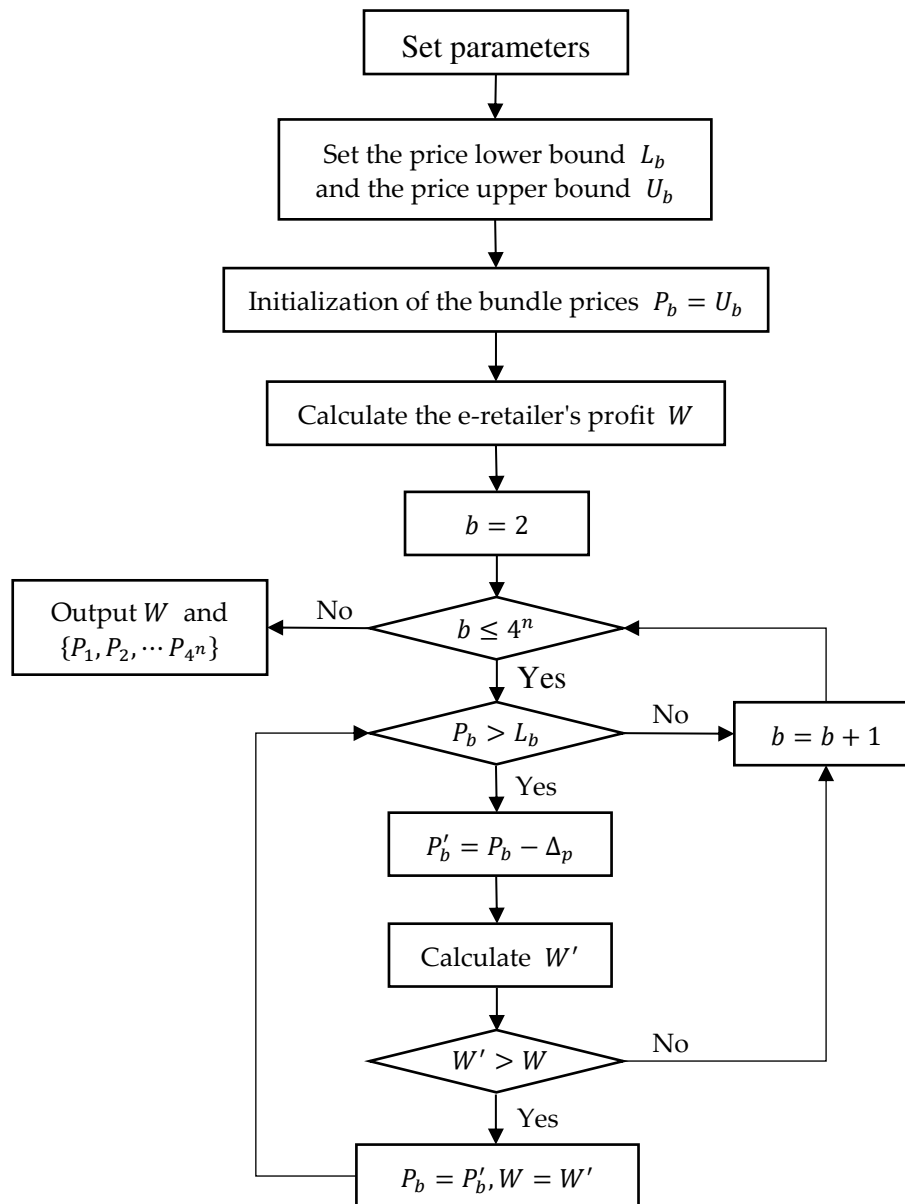 Set parameters
Set the price lower bound L_b
and the price upper bound U_b
Initialization of the bundle prices P_b = U_b
Calculate the e-retailer's profit W
b = 2
Output W and
{P_1, P_2, ⋯ P_{4^n}}
No
b ≤ 4^n
Yes
P_b > L_b
No
b = b + 1
Yes
P_b' = P_b − Δ_p
Calculate W'
W' > W
No
Yes
P_b = P_b', W = W'